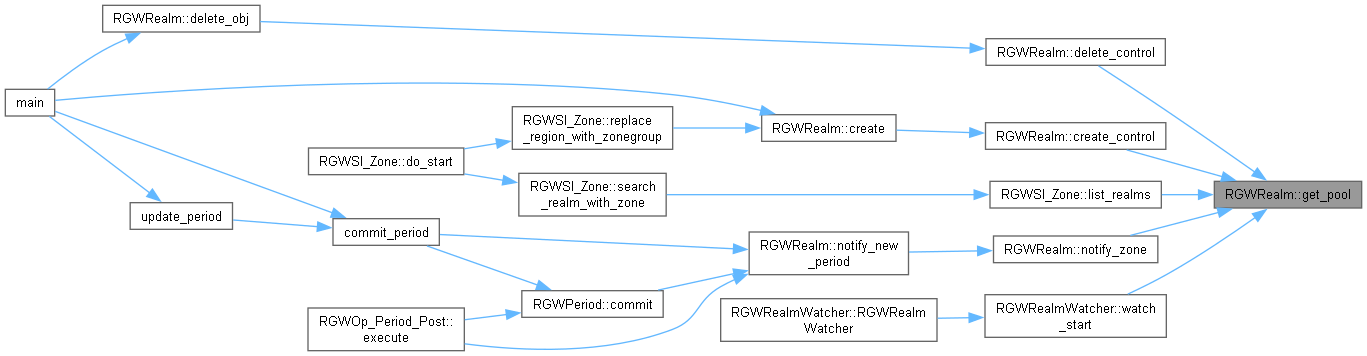 RGWRealm::delete_obj
RGWRealm::delete_control
main
RGWSI_Zone::replace
_region_with_zonegroup
RGWRealm::create
RGWRealm::create_control
RGWSI_Zone::do_start
RGWSI_Zone::search
_realm_with_zone
RGWSI_Zone::list_realms
RGWRealm::get_pool
update_period
commit_period
RGWRealm::notify_new
_period
RGWRealm::notify_zone
RGWPeriod::commit
RGWRealmWatcher::RGWRealm
Watcher
RGWRealmWatcher::watch
_start
RGWOp_Period_Post::
execute